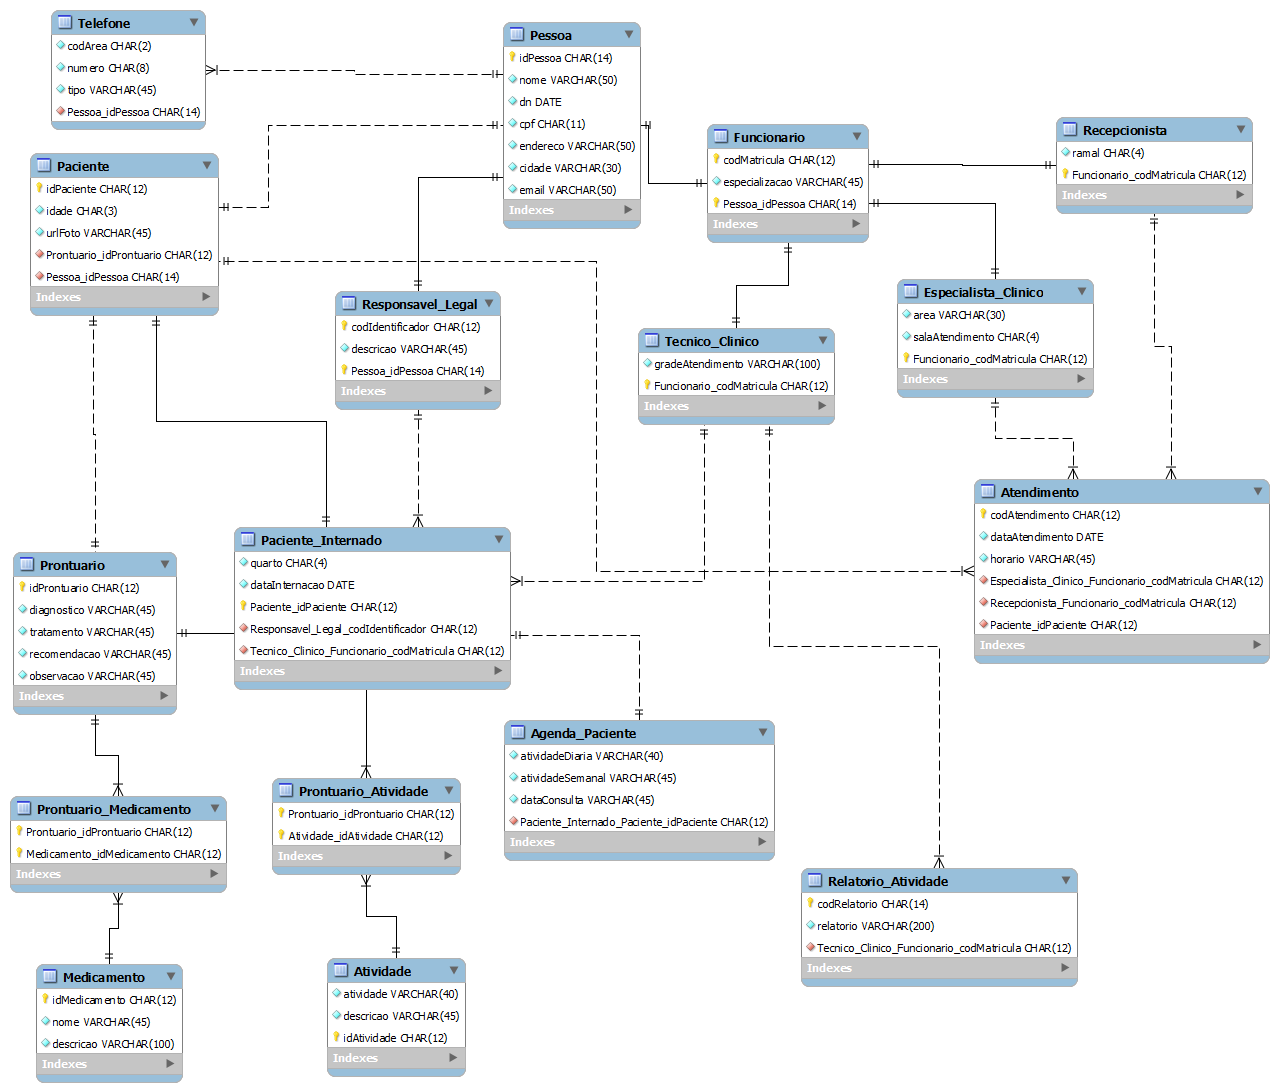 Telefone
codArea CHAR(2)
numero CHAR(8)
tipo VARCHAR(45)
Pessoa_idPessoa CHAR(14)
Pessoa
idPessoa CHAR(14)
nome VARCHAR(50)
dn DATE
cpf CHAR(11)
endereco VARCHAR(50)
cidade VARCHAR(30)
email VARCHAR(50)
Indexes
Funcionario
codMatricula CHAR(12)
especializacao VARCHAR(45)
Pessoa_idPessoa CHAR(14)
Indexes
Recepcionista
ramal CHAR(4)
Funcionario_codMatricula CHAR(12)
Indexes
Paciente
idPaciente CHAR(12)
idade CHAR(3)
urlFoto VARCHAR(45)
Prontuario_idProntuario CHAR(12)
Pessoa_idPessoa CHAR(14)
Indexes
Responsavel_Legal
codIdentificador CHAR(12)
descricao VARCHAR(45)
Pessoa_idPessoa CHAR(14)
Indexes
Tecnico_Clinico
gradeAtendimento VARCHAR(100)
Funcionario_codMatricula CHAR(12)
Indexes
Especialista_Clinico
area VARCHAR(30)
salaAtendimento CHAR(4)
Funcionario_codMatricula CHAR(12)
Indexes
Atendimento
codAtendimento CHAR(12)
dataAtendimento DATE
horario VARCHAR(45)
Especialista_Clinico_Funcionario_codMatricula CHAR(12)
Recepcionista_Funcionario_codMatricula CHAR(12)
Paciente_idPaciente CHAR(12)
Indexes
Prontuario
idProntuario CHAR(12)
diagnostico VARCHAR(45)
tratamento VARCHAR(45)
recomendacao VARCHAR(45)
observacao VARCHAR(45)
Indexes
Paciente_Internado
quarto CHAR(4)
dataInternacao DATE
Paciente_idPaciente CHAR(12)
Responsavel_Legal_codIdentificador CHAR(12)
Tecnico_Clinico_Funcionario_codMatricula CHAR(12)
Indexes
Agenda_Paciente
atividadeDiaria VARCHAR(40)
atividadeSemanal VARCHAR(45)
dataConsulta VARCHAR(45)
Paciente_Internado_Paciente_idPaciente CHAR(12)
Indexes
Prontuario_Medicamento
Prontuario_idProntuario CHAR(12)
Medicamento_idMedicamento CHAR(12)
Indexes
Prontuario_Atividade
Prontuario_idProntuario CHAR(12)
Atividade_idAtividade CHAR(12)
Indexes
Relatorio_Atividade
codRelatorio CHAR(14)
relatorio VARCHAR(200)
Tecnico_Clinico_Funcionario_codMatricula CHAR(12)
Indexes
Medicamento
idMedicamento CHAR(12)
nome VARCHAR(45)
descricao VARCHAR(100)
Indexes
Atividade
atividade VARCHAR(40)
descricao VARCHAR(45)
idAtividade CHAR(12)
Indexes